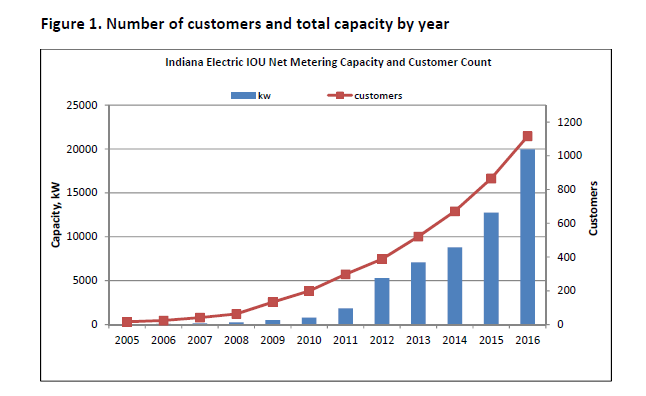 Figure 1. Number of customers and total capacity by year
Indiana Electric IOU Net Metering Capacity and Customer Count
kw customers
25000
20000
15000
10000
5000
0
Capacity, kW
1200
1000
800
600
400
200
0
Customers
2005 2006 2007 2008 2009 2010 2011 2012 2013 2014 2015 2016